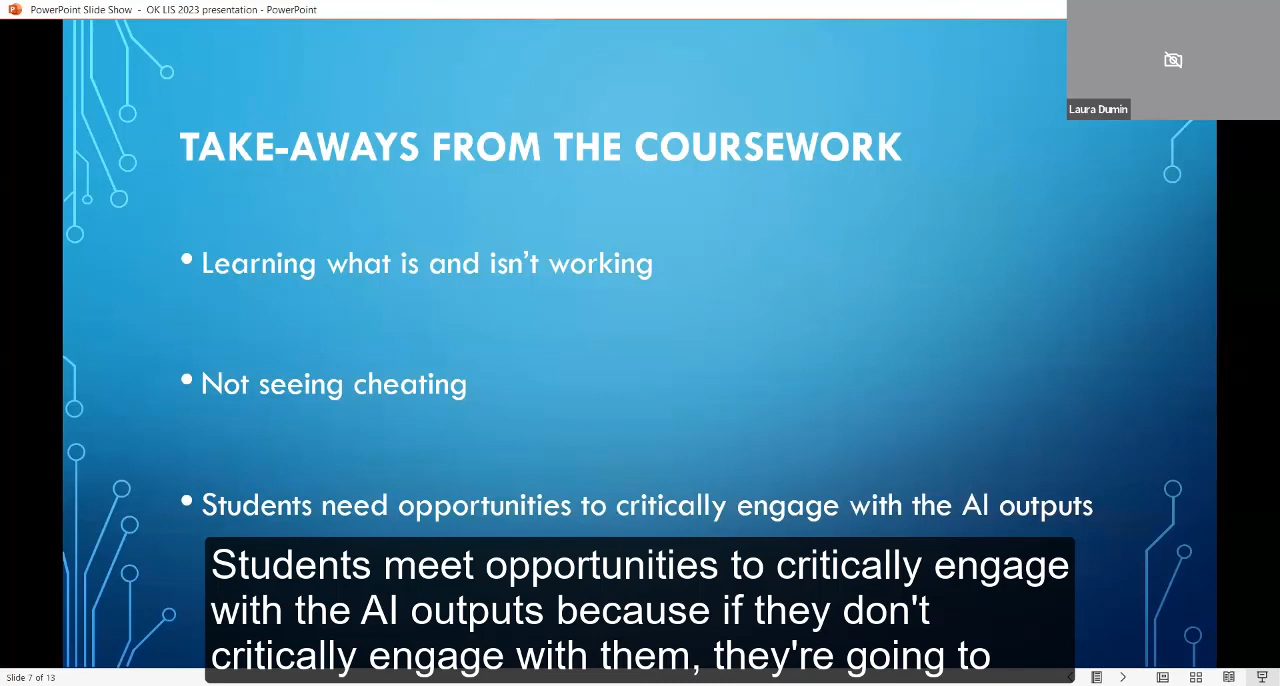 PowerPoint Slide Show - OK LIS 2023 presentation - PowerPoint
Laura Dumin
TAKE-AWAYS FROM THE COURSEWORK
• Learning what is and isn't working
• Not seeing cheating
• Students need opportunities to critically engage with the AI outputs
Students meet opportunities to critically engage
with the AI outputs because if they don't
critically engage with them, they're going to
Slide 7 of 13